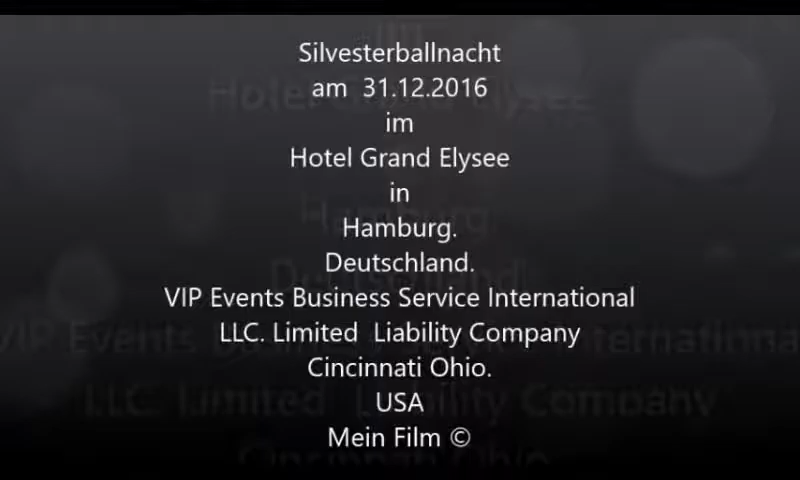 Silvesterballnacht
am 31.12.2016
im
Hotel Grand Elysee
in
Hamburg.
Deutschland.
VIP Events Business Service International
LLC. Limited Liability Company
Cincinnati Ohio.
USA
Mein Film ©